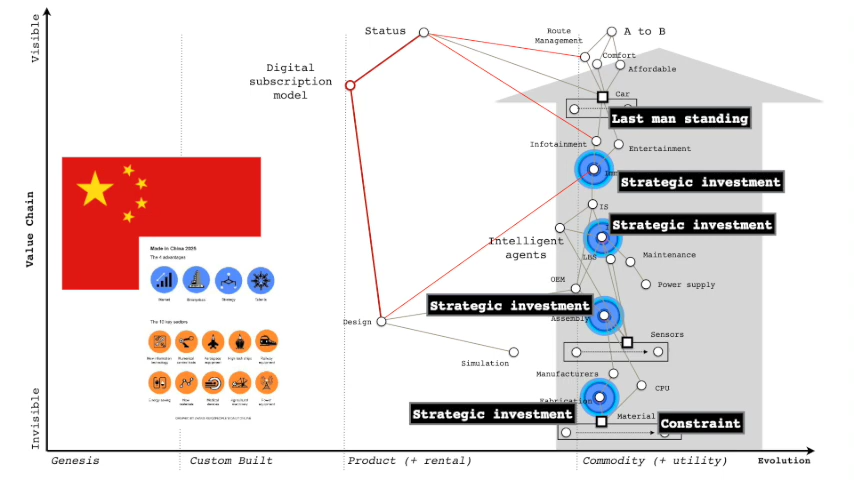 Visible
Value Chain
Invisible
Status
Digital
subscription
model
Route
Management
A to B
Comfort
Affordable
Car
Last man standing
Infotainment
Entertainment
Strategic investment
IS
Strategic investment
Intelligent
agents
LBS
Maintenance
OEM
Power supply
Strategic investment
Assembly
Design
Sensors
Simulation
Manufacturers
CPU
Fabrication
Strategic investment
Material
Constraint
Made in China 2025
The 4 advantages
Market
Strategy
Talents
The 10 key sectors
Genesis
Custom Built
Product (+ rental)
Commodity (+ utility)
Evolution